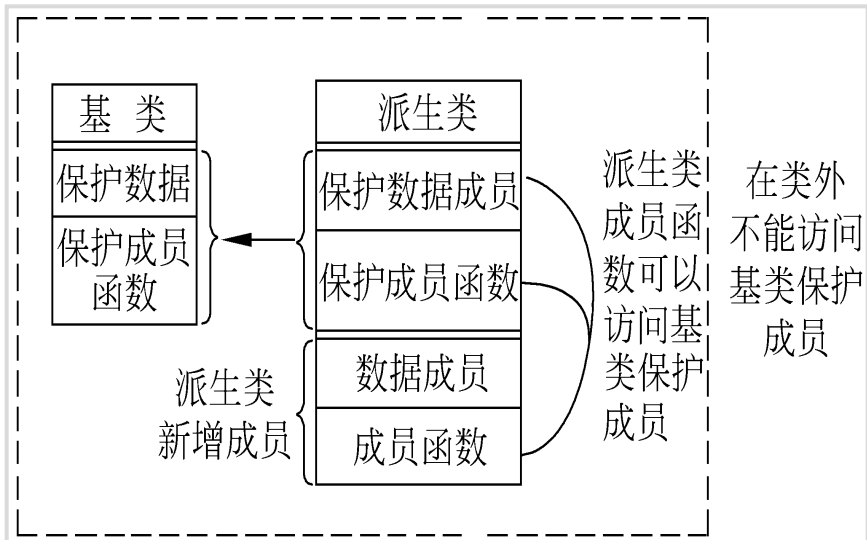 基 类
保护数据
保护成员
函数
派生类
保护数据成员
保护成员函数
数据成员
成员函数
派生类
新增成员
派生类
成员函
数可以
访问基
类保护
成员
在类外
不能访问
基类保护
成员